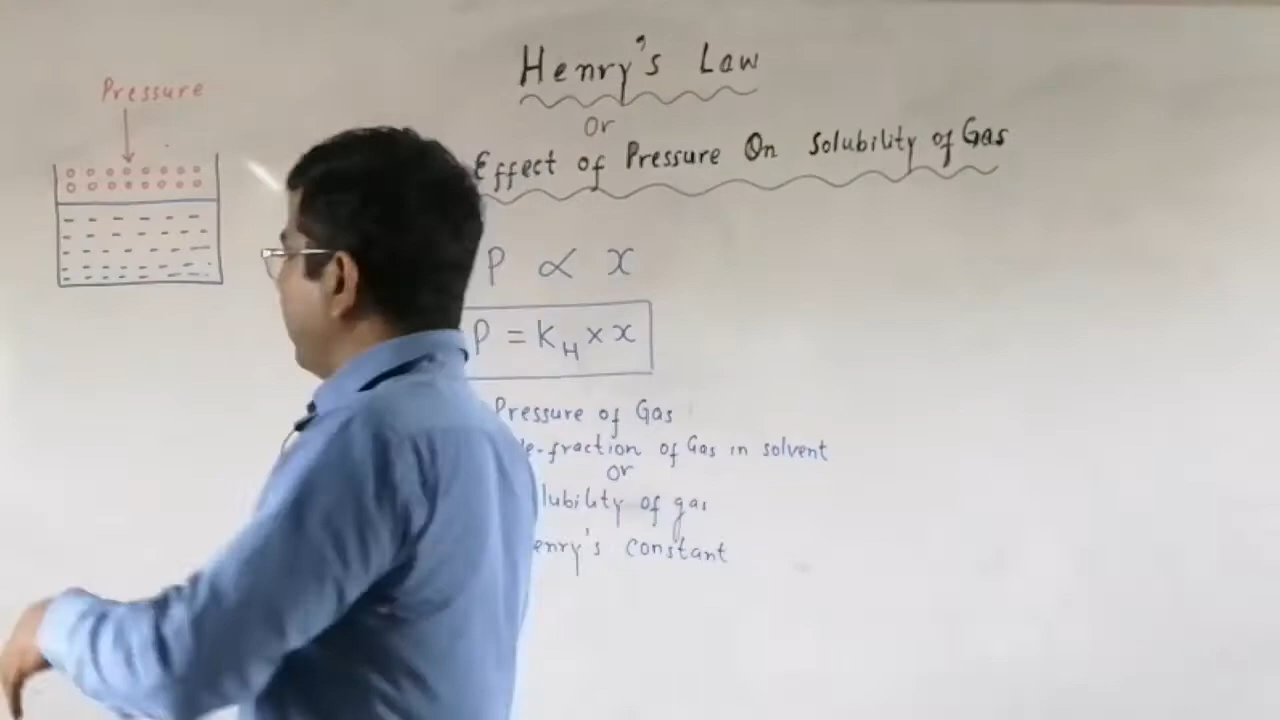 Henry's Law
Or
Effect of Pressure On Solubility of Gas
Pressure
P ∝ x
P = K_H × x
Pressure of Gas
e-fraction of Gas in solvent
Or
lubility of gas
enry's constant